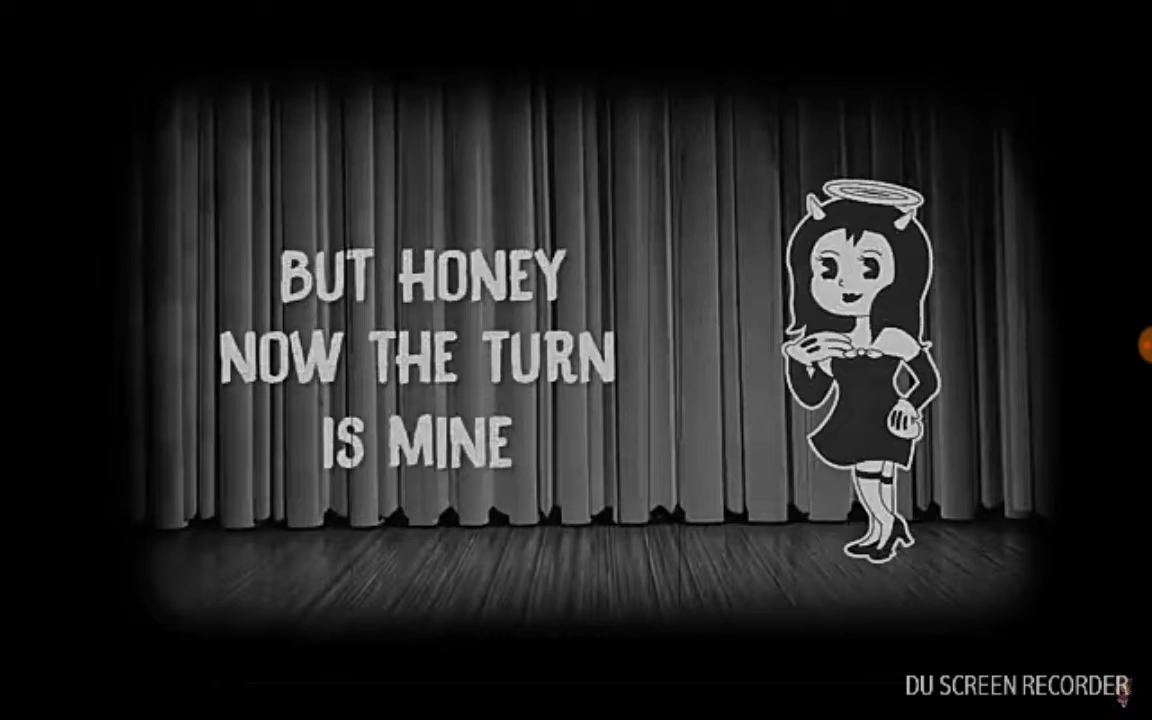 BUT HONEY
NOW THE TURN
IS MINE
DU SCREEN RECORDER